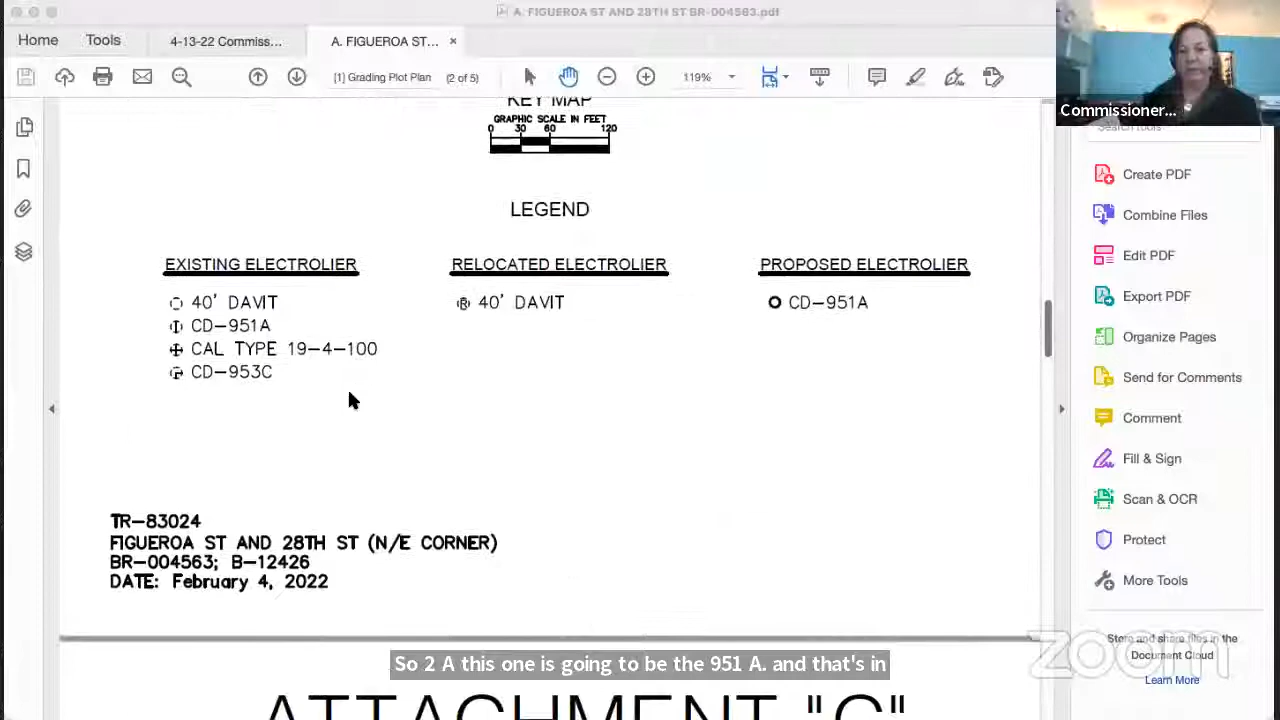 A. FIGUEROA ST AND 28TH ST BR-004563.pdf
Home
Tools
4-13-22 Commiss...
A. FIGUEROA ST...
×
[1] Grading Plot Plan
(2 of 5)
119%
Commissioner...
KEY MAP
GRAPHIC SCALE IN FEET
0 30 60 120
LEGEND
EXISTING ELECTROLIER
40' DAVIT
CD-951A
CAL TYPE 19-4-100
CD-953C
RELOCATED ELECTROLIER
R 40' DAVIT
PROPOSED ELECTROLIER
CD-951A
TR-83024
FIGUEROA ST AND 28TH ST (N/E CORNER)
BR-004563; B-12426
DATE: February 4, 2022
ATTACHMENT "C"
Search tools
Create PDF
Combine Files
Edit PDF
Export PDF
Organize Pages
Send for Comments
Comment
Fill & Sign
Scan & OCR
Protect
More Tools
Store and share files in the
Document Cloud
Learn More
zoom
So 2 A this one is going to be the 951 A. and that's in